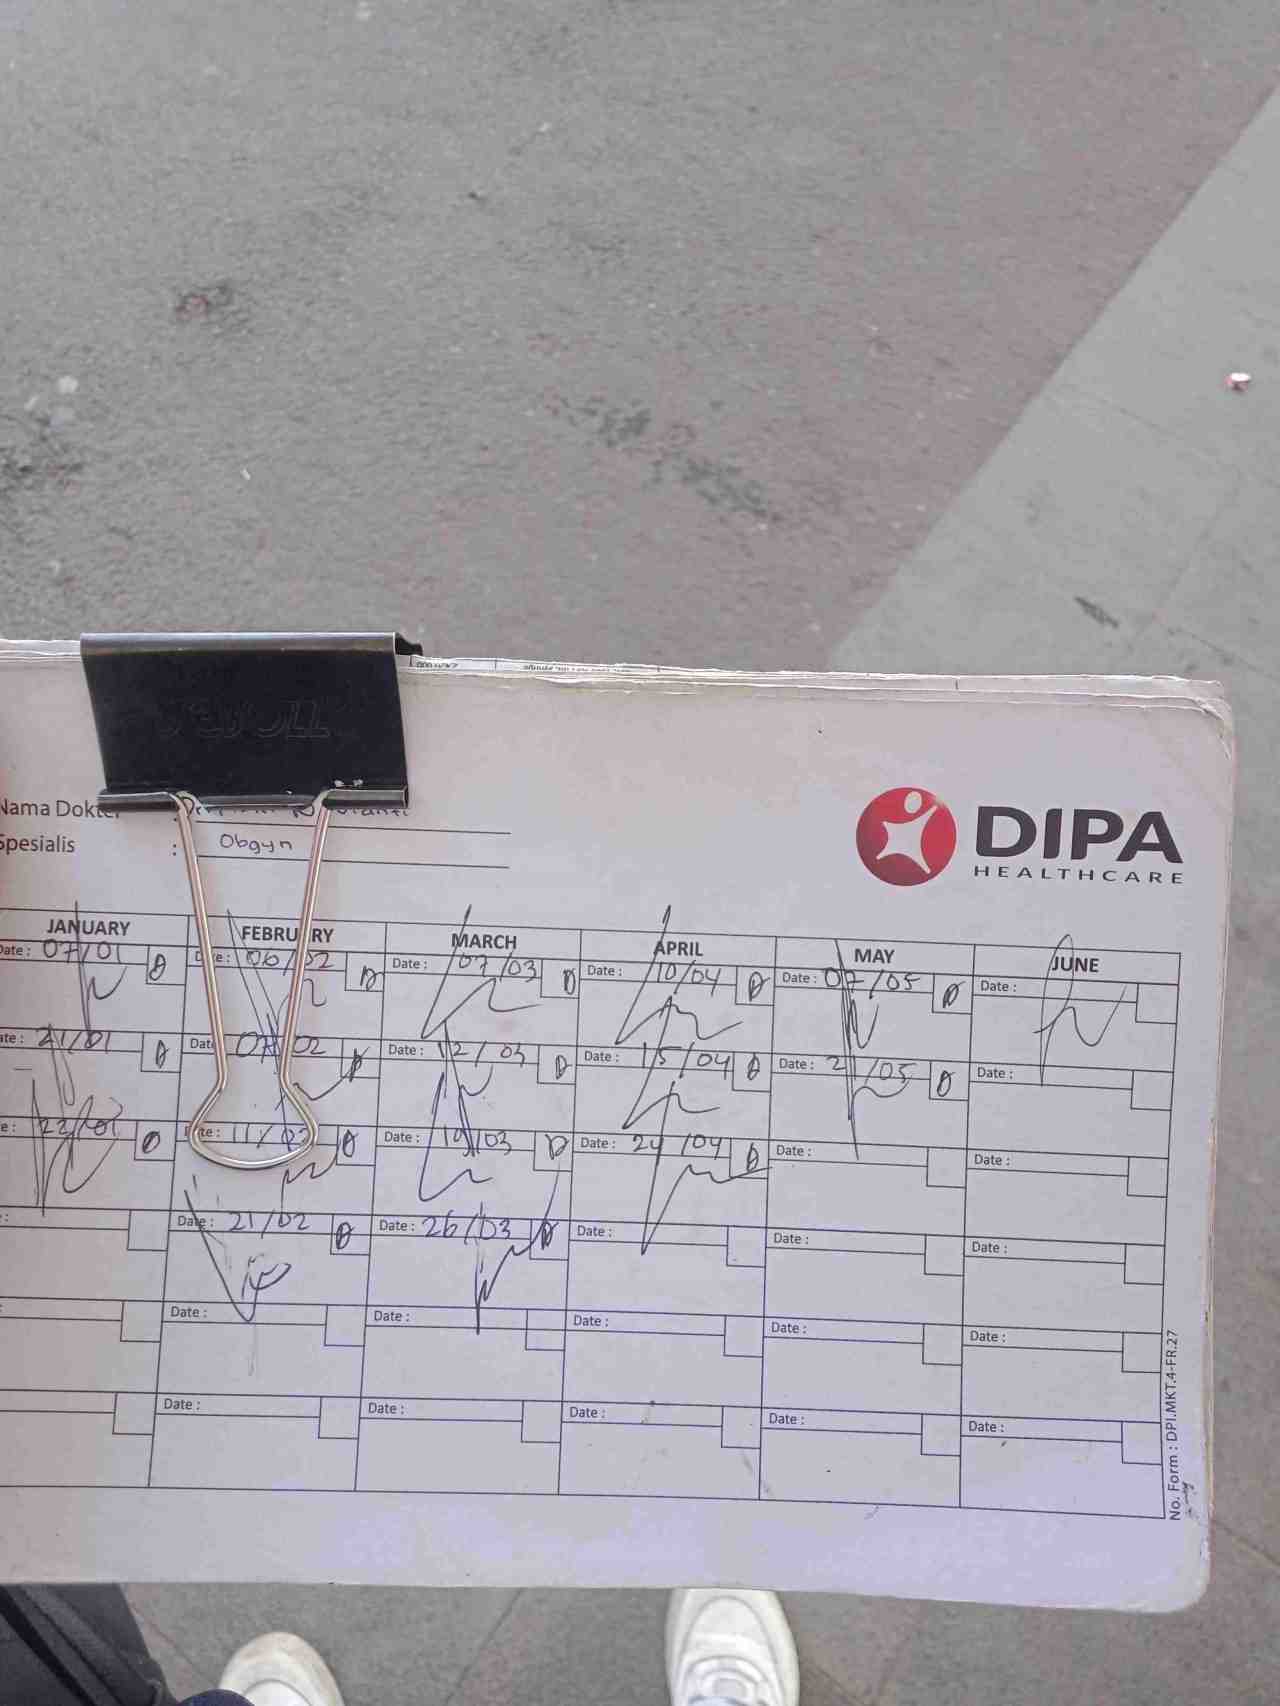 Nama Dokter :
Spesialis : Obgyn
DIPA
HEALTHCARE
JANUARY FEBRUARY MARCH APRIL MAY JUNE
Date : 07/01 D Date : 06/02 D Date : 07/03 D Date : 10/04 D Date : 07/05 D Date :
Date : 21/01 D Date : 07/02 D Date : 12/03 D Date : 15/04 D Date : 21/05 D Date :
Date : 22/01 D Date : 11/02 D Date : 19/03 D Date : 24/04 D Date : Date :
Date : 21/02 D Date : 26/03 D Date : Date : Date :
Date : Date : Date : Date : Date :
Date : Date : Date : Date : Date :
No. Form : DPI.MKT.4-FR.27